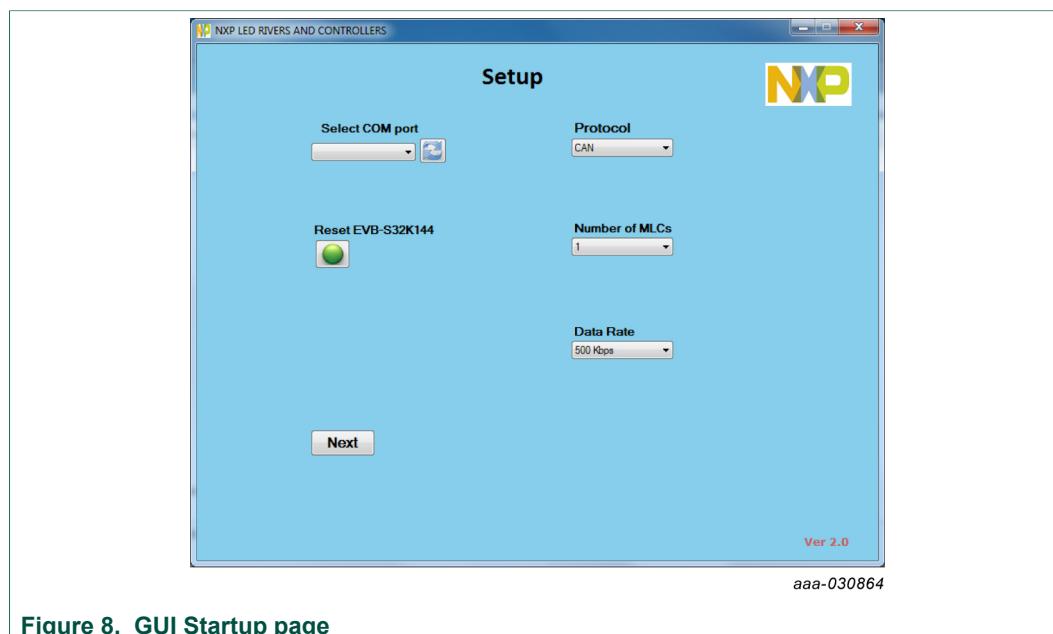 NXP LED RIVERS AND CONTROLLERS
Setup
NXP
Select COM port
Protocol
CAN
Reset EVB-S32K144
Number of MLCs
1
Data Rate
500 Kbps
Next
Ver 2.0
aaa-030864
Figure 8. GUI Startup page